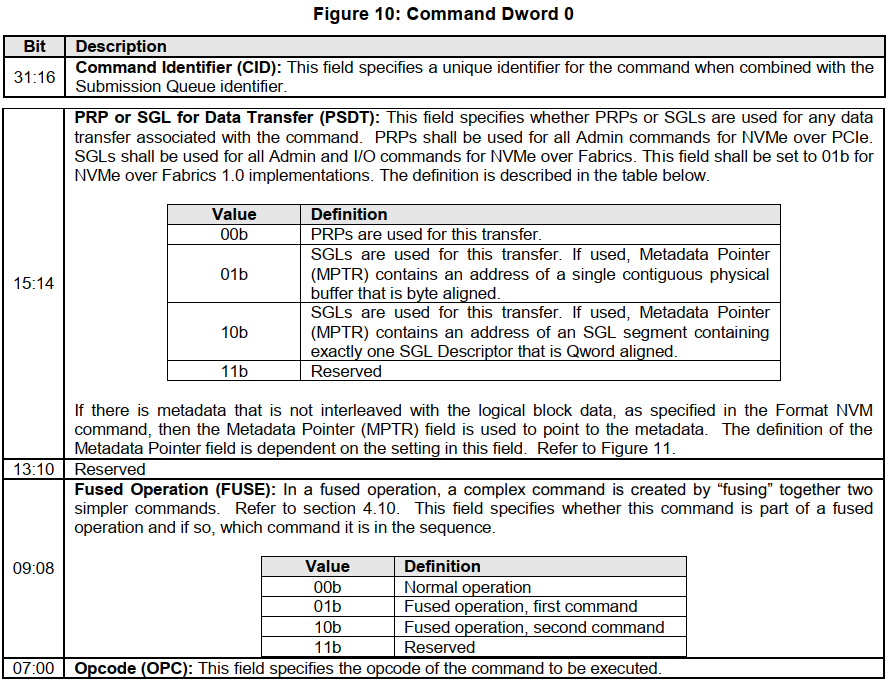 Figure 10: Command Dword 0
Bit Description
31:16 Command Identifier (CID): This field specifies a unique identifier for the command when combined with the
Submission Queue identifier.
PRP or SGL for Data Transfer (PSDT): This field specifies whether PRPs or SGLs are used for any data
transfer associated with the command. PRPs shall be used for all Admin commands for NVMe over PCIe.
SGLs shall be used for all Admin and I/O commands for NVMe over Fabrics. This field shall be set to 01b for
NVMe over Fabrics 1.0 implementations. The definition is described in the table below.
Value Definition
00b PRPs are used for this transfer.
SGLs are used for this transfer. If used, Metadata Pointer
15:14 01b (MPTR) contains an address of a single contiguous physical
buffer that is byte aligned.
SGLs are used for this transfer. If used, Metadata Pointer
10b (MPTR) contains an address of an SGL segment containing
exactly one SGL Descriptor that is Qword aligned.
11b Reserved
If there is metadata that is not interleaved with the logical block data, as specified in the Format NVM
command, then the Metadata Pointer (MPTR) field is used to point to the metadata. The definition of the
Metadata Pointer field is dependent on the setting in this field. Refer to Figure 11.
13:10 Reserved
Fused Operation (FUSE): In a fused operation, a complex command is created by “fusing” together two
simpler commands. Refer to section 4.10. This field specifies whether this command is part of a fused
operation and if so, which command it is in the sequence.
09:08 Value Definition
00b Normal operation
01b Fused operation, first command
10b Fused operation, second command
11b Reserved
07:00 Opcode (OPC): This field specifies the opcode of the command to be executed.